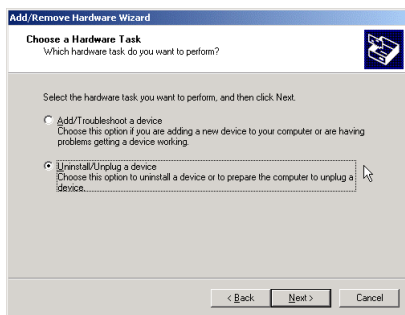 Add/Remove Hardware Wizard
Choose a Hardware Task
Which hardware task do you want to perform?
Select the hardware task you want to perform, and then click Next.
Add/Troubleshoot a device
Choose this option if you are adding a new device to your computer or are having
problems getting a device working.
Uninstall/Unplug a device
Choose this option to uninstall a device or to prepare the computer to unplug a
device.
< Back
Next >
Cancel